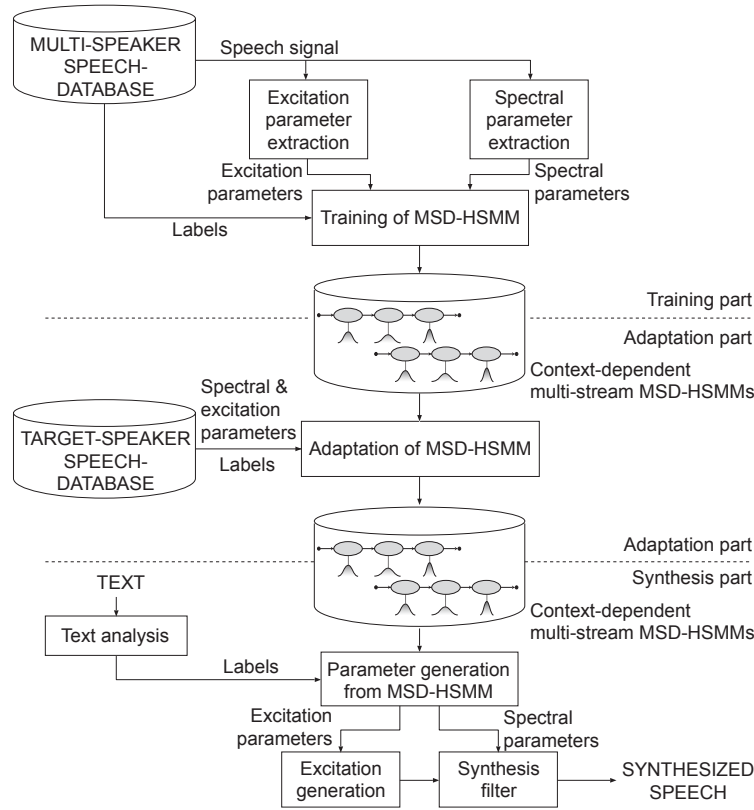 MULTI-SPEAKER
SPEECH-
DATABASE
Speech signal
Excitation
parameter
extraction
Spectral
parameter
extraction
Excitation
parameters
Spectral
parameters
Labels
Training of MSD-HSMM
Training part
Adaptation part
Context-dependent
multi-stream MSD-HSMMs
Spectral &
excitation
parameters
TARGET-SPEAKER
SPEECH-
DATABASE
Labels
Adaptation of MSD-HSMM
Adaptation part
Synthesis part
TEXT
Context-dependent
multi-stream MSD-HSMMs
Text analysis
Labels
Parameter generation
from MSD-HSMM
Excitation
parameters
Spectral
parameters
Excitation
generation
Synthesis
filter
SYNTHESIZED
SPEECH